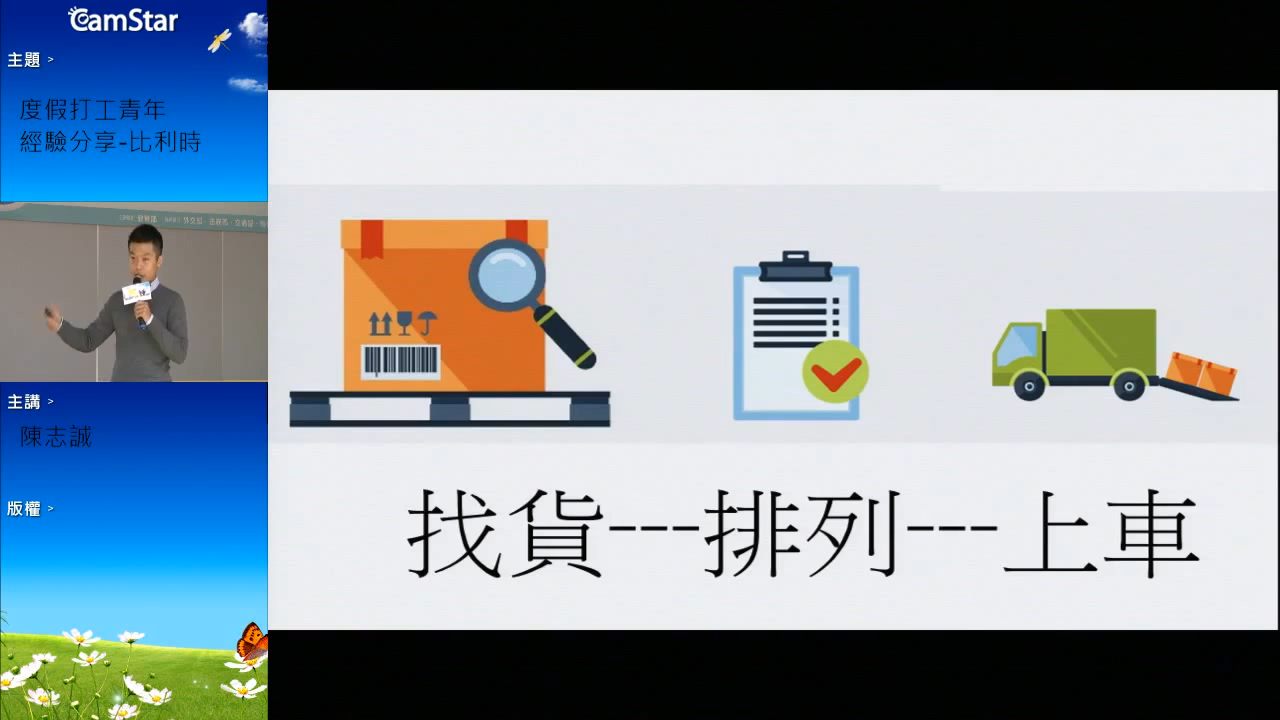 CamStar
主題 >
度假打工青年
經驗分享-比利時
主講 >
陳志誠
版權 >
找貨---排列---上車